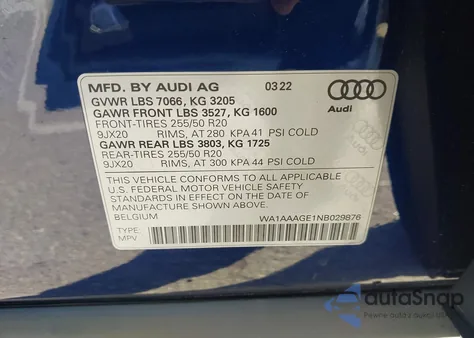 MFD. BY AUDI AG 03 22
GVWR LBS 7066, KG 3205
GAWR FRONT LBS 3527, KG 1600
FRONT-TIRES 255/50 R20
9JX20 RIMS, AT 280 KPA 41 PSI COLD
GAWR REAR LBS 3803, KG 1725
REAR-TIRES 255/50 R20
9JX20 RIMS, AT 300 KPA 44 PSI COLD
Audi
THIS VEHICLE CONFORMS TO ALL APPLICABLE
U.S. FEDERAL MOTOR VEHICLE SAFETY
STANDARDS IN EFFECT ON THE DATE OF
BELGIUM WA1AAAGE1NB029876
TYPE:
MPV
autoSnap